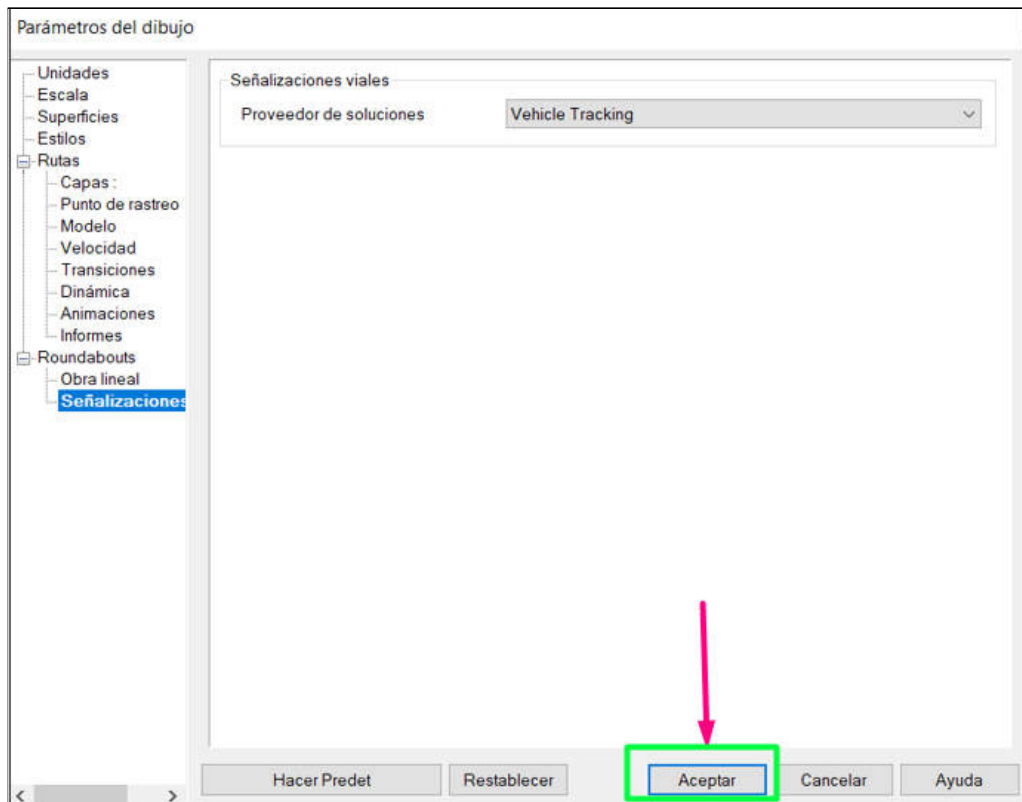 Parámetros del dibujo
Unidades
Escala
Superficies
Estilos
Rutas
Capas :
Punto de rastreo
Modelo
Velocidad
Transiciones
Dinámica
Animaciones
Informes
Roundabouts
Obra lineal
Señalizaciones
Señalizaciones viales
Proveedor de soluciones Vehicle Tracking
Hacer Predet Restablecer Aceptar Cancelar Ayuda